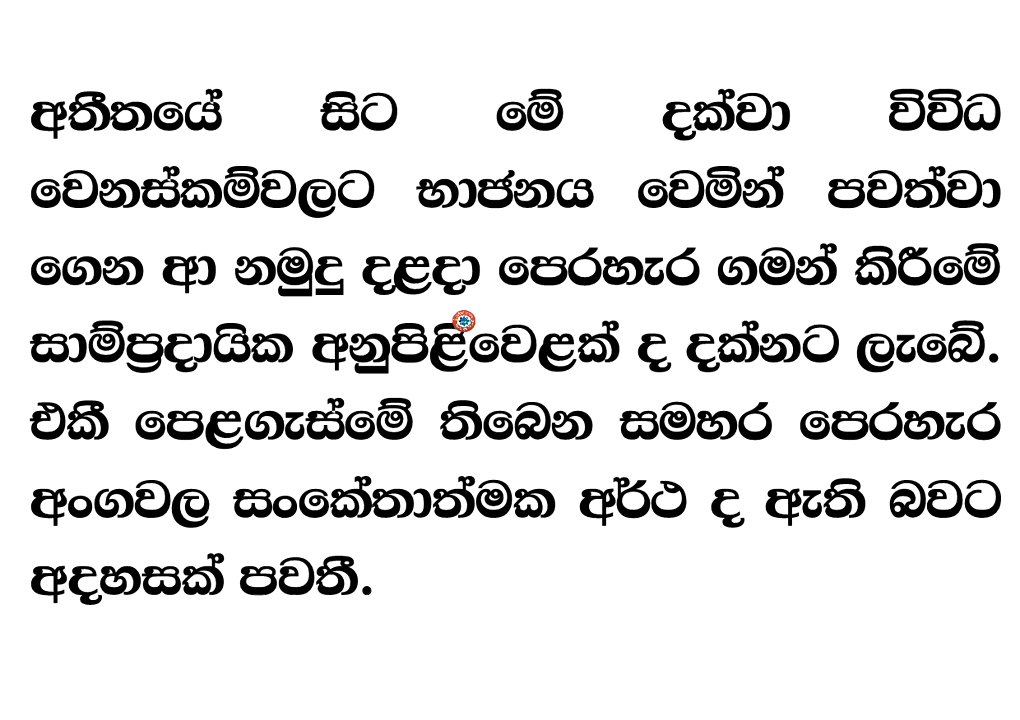 අතීතයේ සිට මේ දක්වා විවිධ
වෙනස්කම්වලට භාජනය වෙමින් පවත්වා
ගෙන ආ නමුදු දළදා පෙරහැර ගමන් කිරීමේ
සාම්ප්‍රදායික අනුපිළිවෙළක් ද දක්නට ලැබේ.
එකී පෙළගැස්මේ තිබෙන සමහර පෙරහැර
අංගවල සංකේතාත්මක අර්ථ ද ඇති බවට
අදහසක් පවතී.